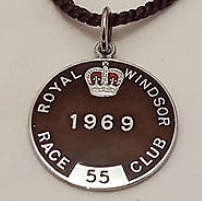 ROYAL WINDSOR
1969
RACE CLUB
55